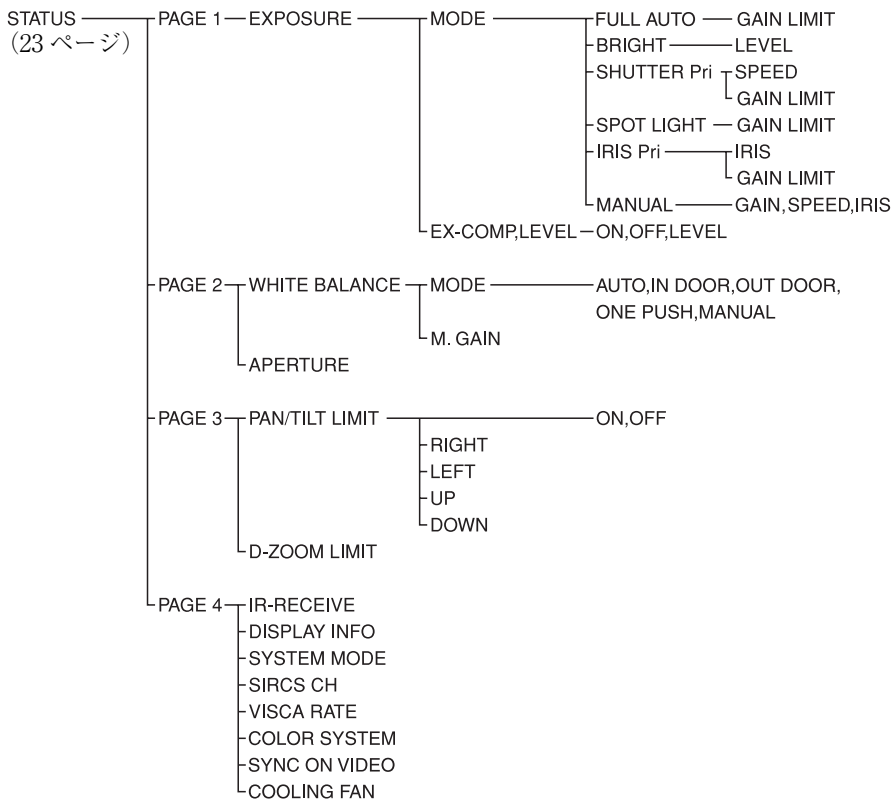 STATUS PAGE 1 EXPOSURE MODE FULL AUTO GAIN LIMIT
(23 ページ)
BRIGHT LEVEL
SHUTTER Pri SPEED
GAIN LIMIT
SPOT LIGHT GAIN LIMIT
IRIS Pri IRIS
GAIN LIMIT
MANUAL GAIN,SPEED,IRIS
EX-COMP,LEVEL ON,OFF,LEVEL
PAGE 2 WHITE BALANCE MODE AUTO,IN DOOR,OUT DOOR,
ONE PUSH,MANUAL
M. GAIN
APERTURE
PAGE 3 PAN/TILT LIMIT ON,OFF
RIGHT
LEFT
UP
DOWN
D-ZOOM LIMIT
PAGE 4 IR-RECEIVE
DISPLAY INFO
SYSTEM MODE
SIRCS CH
VISCA RATE
COLOR SYSTEM
SYNC ON VIDEO
COOLING FAN